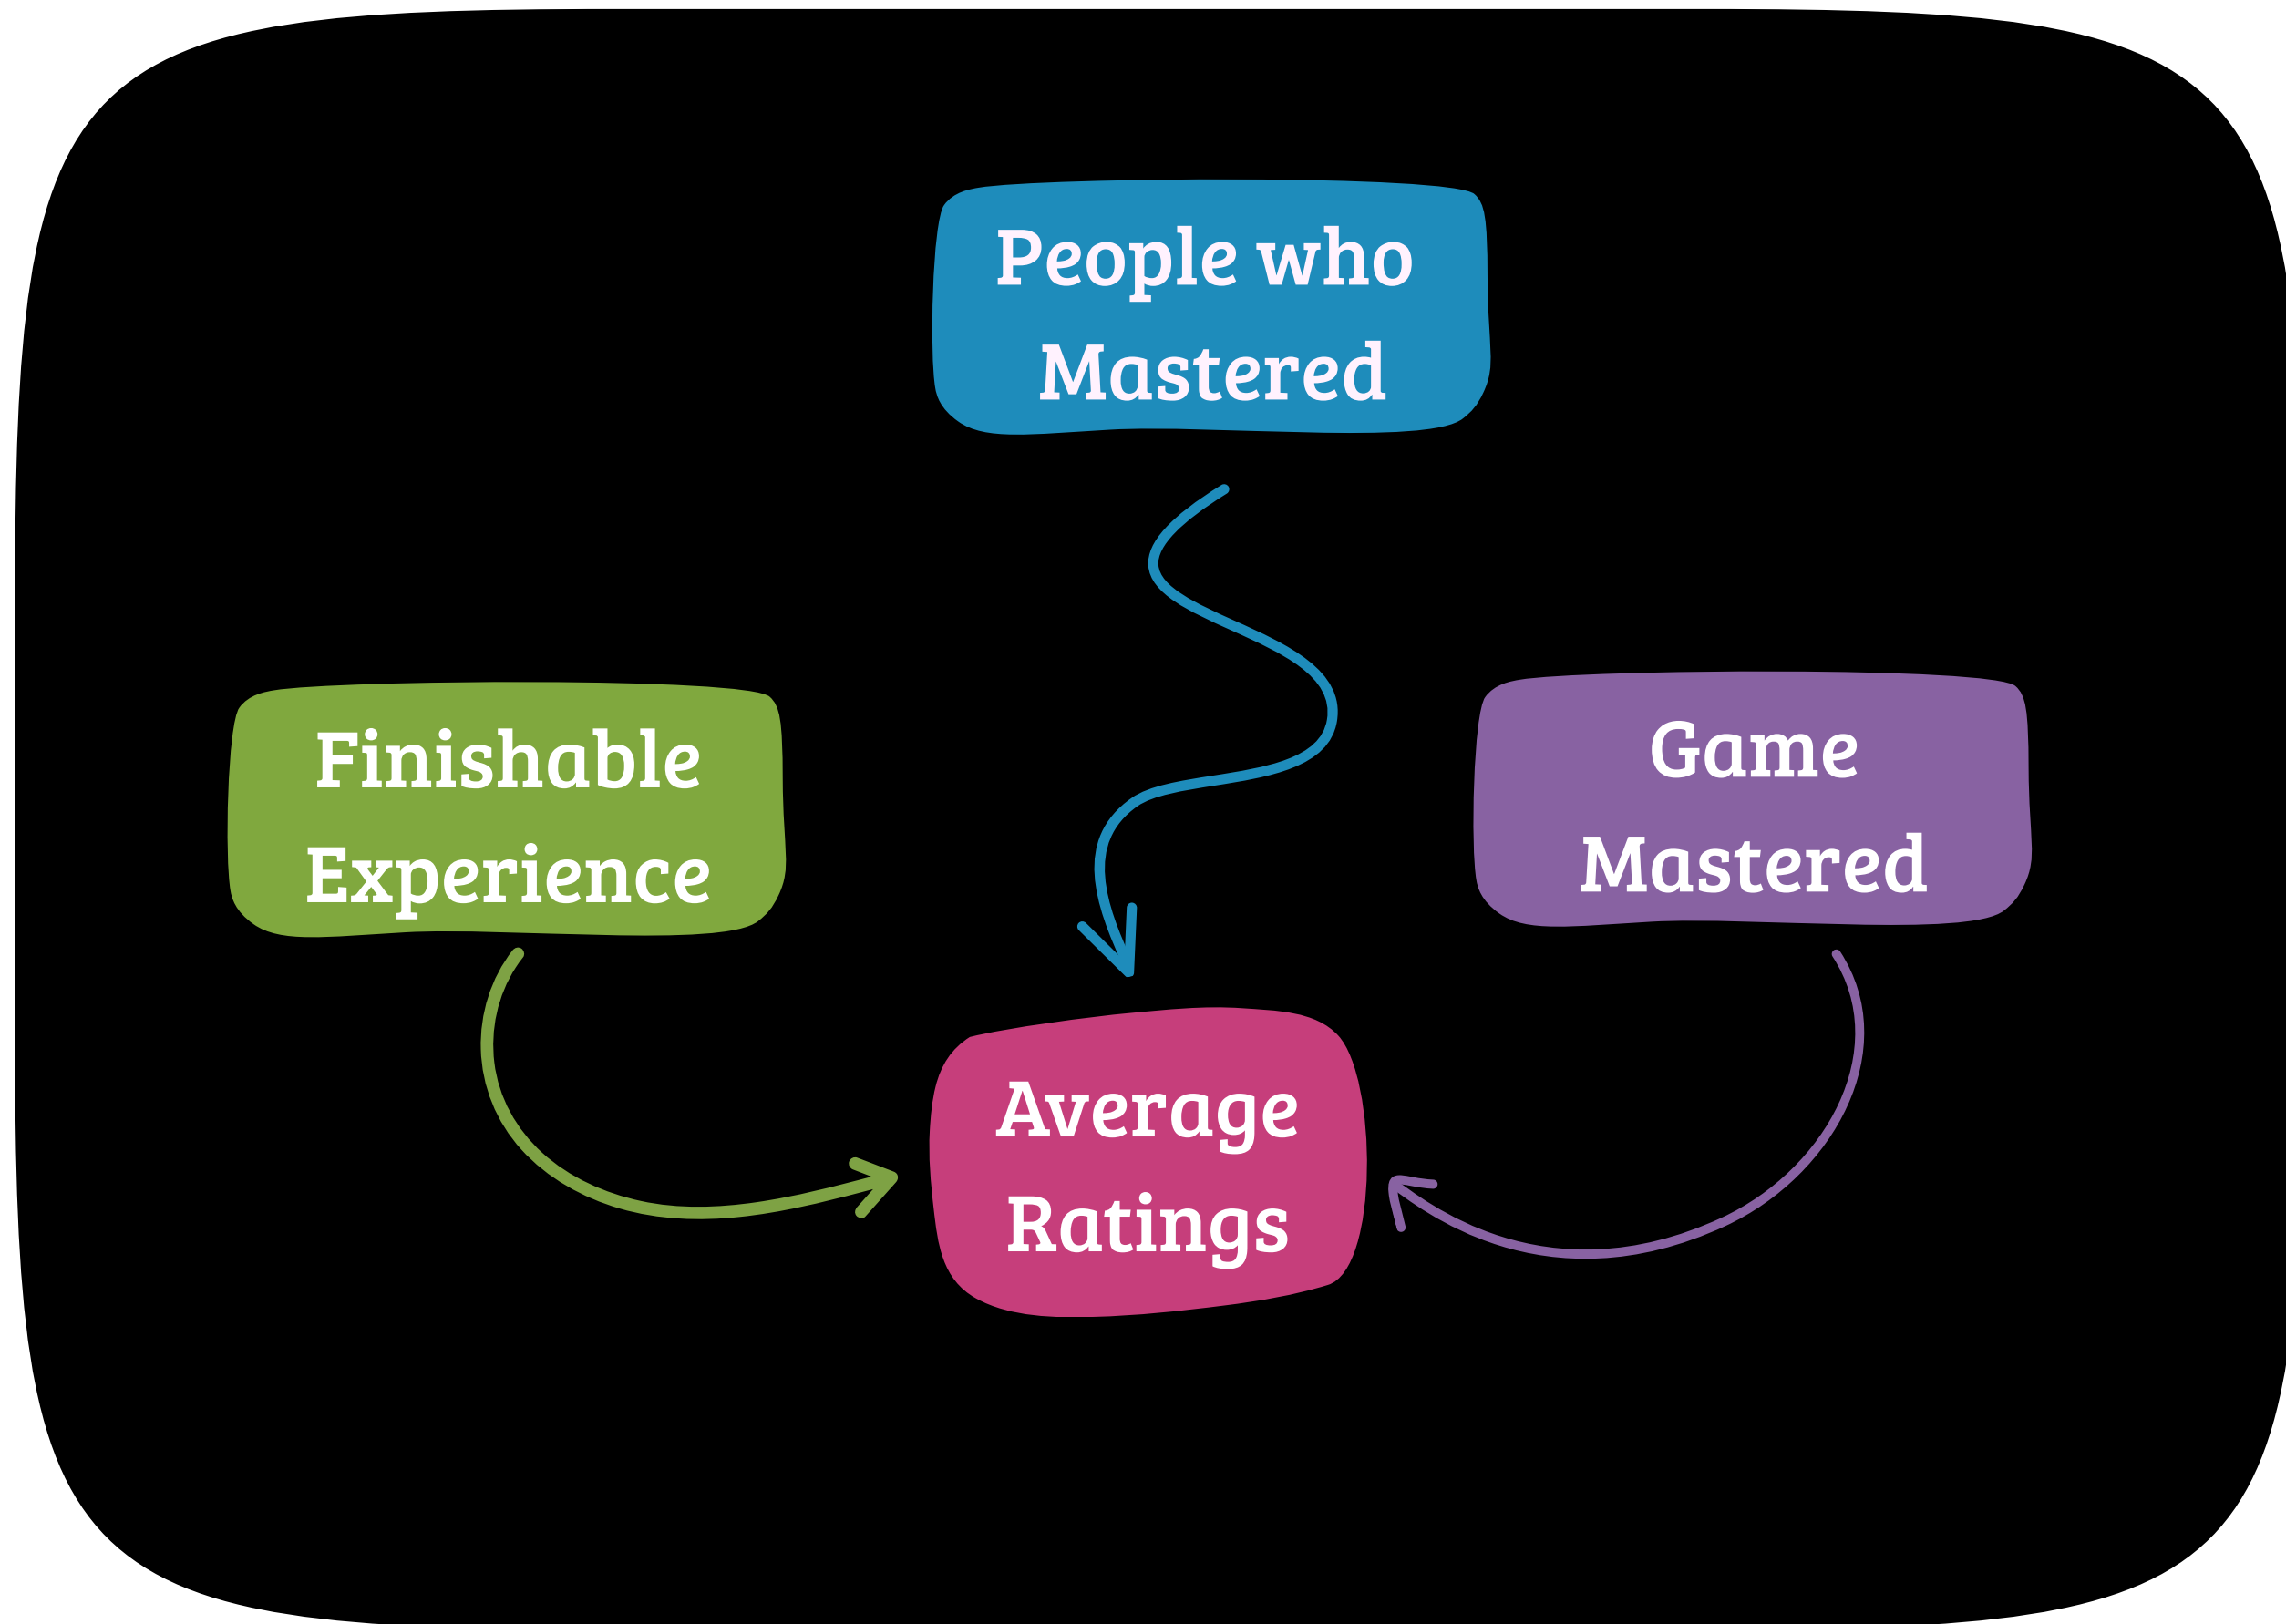 People who
Mastered
Finishable
Experience
Game
Mastered
Average
Ratings